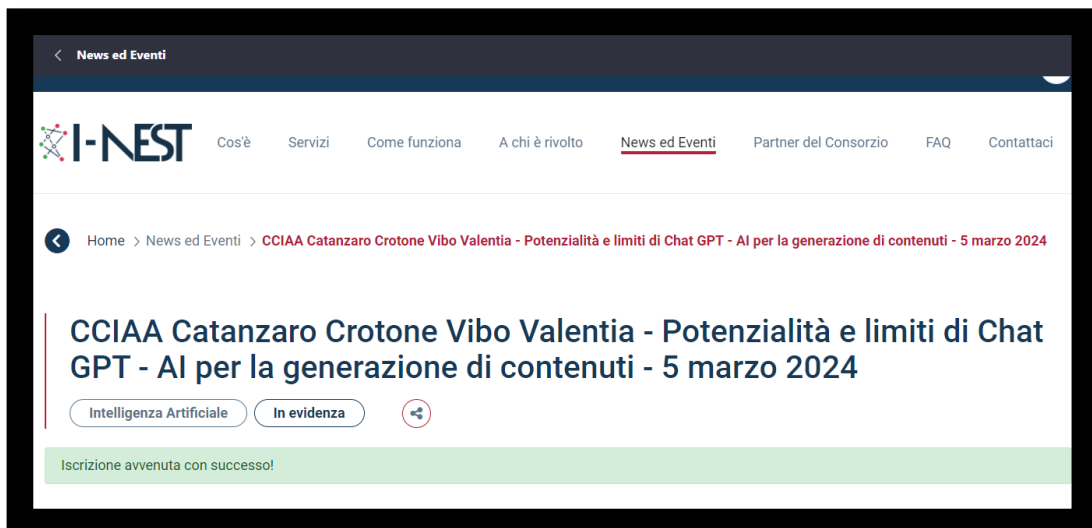 News ed Eventi
I-NEST Cos'è Servizi Come funziona A chi è rivolto News ed Eventi Partner del Consorzio FAQ Contattaci
Home > News ed Eventi > CCIAA Catanzaro Crotone Vibo Valentia - Potenzialità e limiti di Chat GPT - AI per la generazione di contenuti - 5 marzo 2024
CCIAA Catanzaro Crotone Vibo Valentia - Potenzialità e limiti di Chat
GPT - AI per la generazione di contenuti - 5 marzo 2024
Intelligenza Artificiale In evidenza
Iscrizione avvenuta con successo!